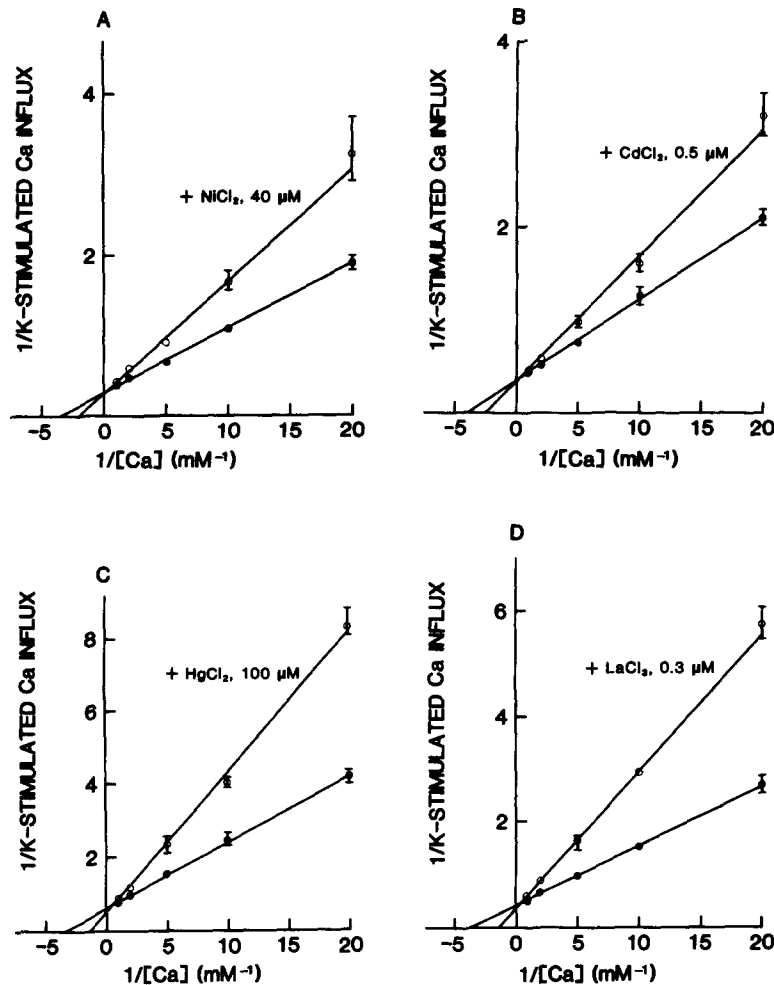 A
1/K-STIMULATED Ca INFLUX
4
2
+ NiCl₂, 40 µM
-5 0 5 10 15 20
1/[Ca] (mM⁻¹)
B
1/K-STIMULATED Ca INFLUX
4
2
+ CdCl₂, 0.5 µM
-5 0 5 10 15 20
1/[Ca] (mM⁻¹)
C
1/K-STIMULATED Ca INFLUX
8
6
4
2
+ HgCl₂, 100 µM
-5 0 5 10 15 20
1/[Ca] (mM⁻¹)
D
1/K-STIMULATED Ca INFLUX
6
4
2
+ LaCl₃, 0.3 µM
-5 0 5 10 15 20
1/[Ca] (mM⁻¹)